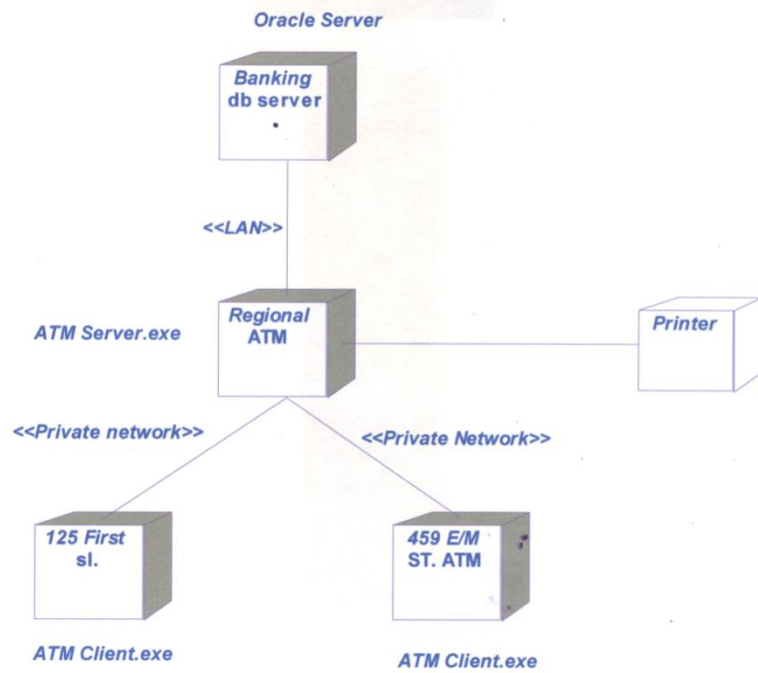 Oracle Server
Banking
db server
<<LAN>>
Regional
ATM
ATM Server.exe
Printer
<<Private network>>
<<Private Network>>
125 First
sl.
459 E/M
ST. ATM
ATM Client.exe
ATM Client.exe